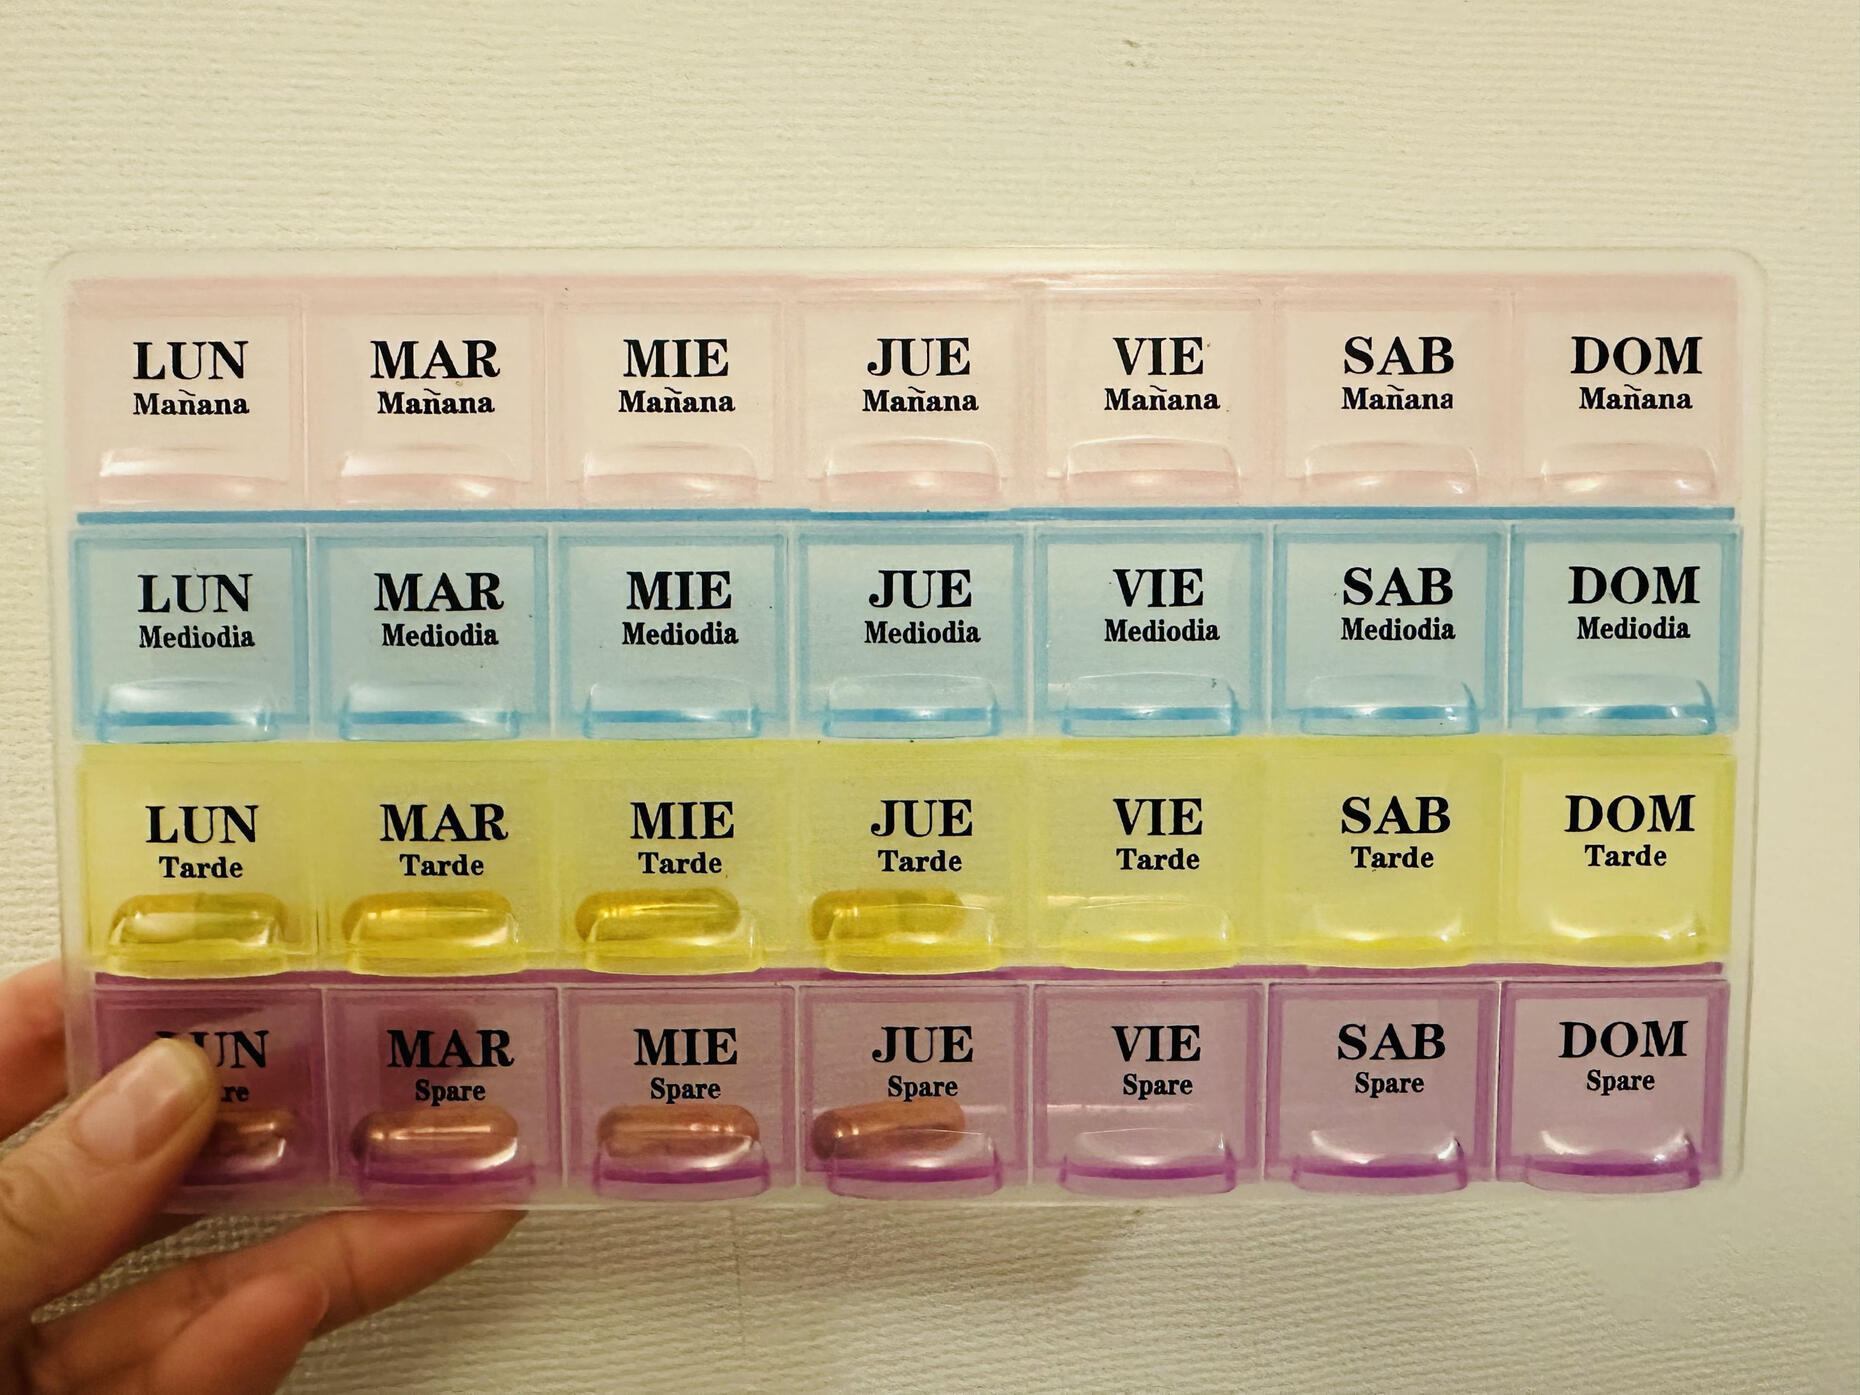 LUN MAR MIE JUE VIE SAB DOM
Mañana Mañana Mañana Mañana Mañana Mañana Mañana
LUN MAR MIE JUE VIE SAB DOM
Mediodia Mediodia Mediodia Mediodia Mediodia Mediodia Mediodia
LUN MAR MIE JUE VIE SAB DOM
Tarde Tarde Tarde Tarde Tarde Tarde Tarde
MAR MIE JUE VIE SAB DOM
Spare Spare Spare Spare Spare Spare